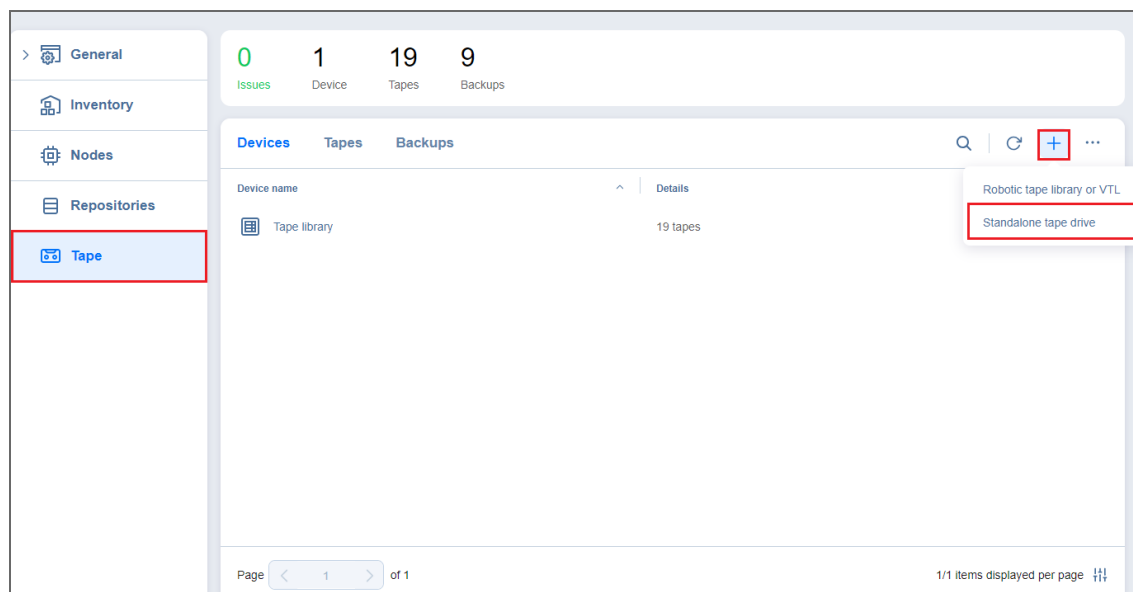 General
Inventory
Nodes
Repositories
Tape
0 1 19 9
Issues Device Tapes Backups
Devices Tapes Backups
Device name Details
Tape library 19 tapes
Robotic tape library or VTL
Standalone tape drive
Page 1 of 1
1/1 items displayed per page